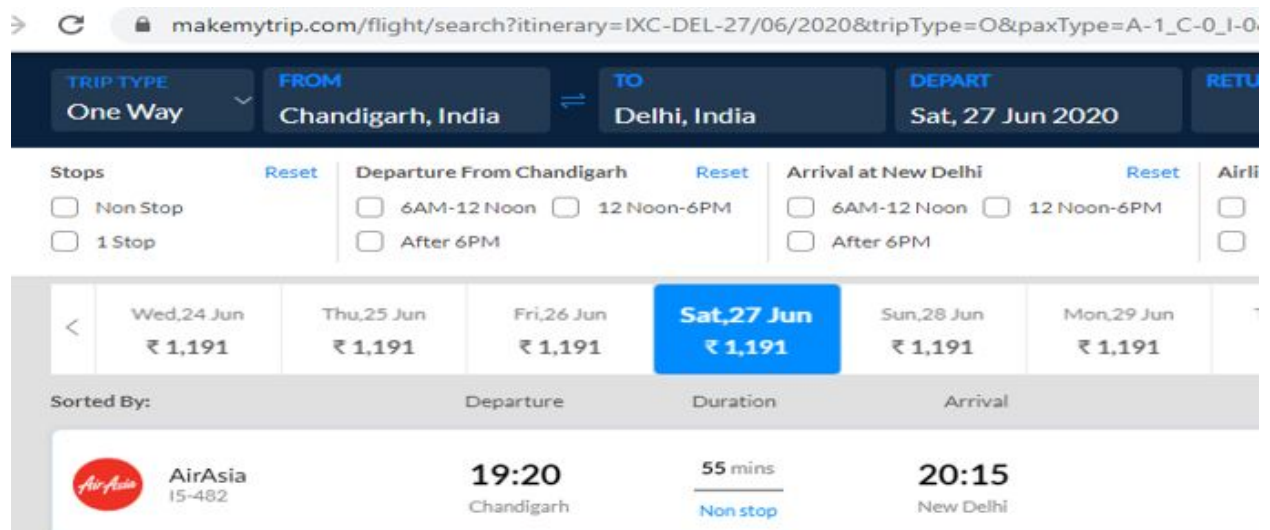 makemytrip.com/flight/search?itinerary=IXC-DEL-27/06/2020&tripType=O&paxType=A-1_C-0_I-0
TRIP TYPE FROM TO DEPART RETU
One Way Chandigarh, India Delhi, India Sat, 27 Jun 2020
Stops Reset Departure From Chandigarh Reset Arrival at New Delhi Reset Airli
Non Stop 6AM-12 Noon 12 Noon-6PM 6AM-12 Noon 12 Noon-6PM
1 Stop After 6PM After 6PM
< Wed,24 Jun Thu,25 Jun Fri,26 Jun Sat,27 Jun Sun,28 Jun Mon,29 Jun
₹ 1,191 ₹ 1,191 ₹ 1,191 ₹ 1,191 ₹ 1,191 ₹ 1,191
Sorted By: Departure Duration Arrival
AirAsia AirAsia 19:20 55 mins 20:15
I5-482 Chandigarh Non stop New Delhi